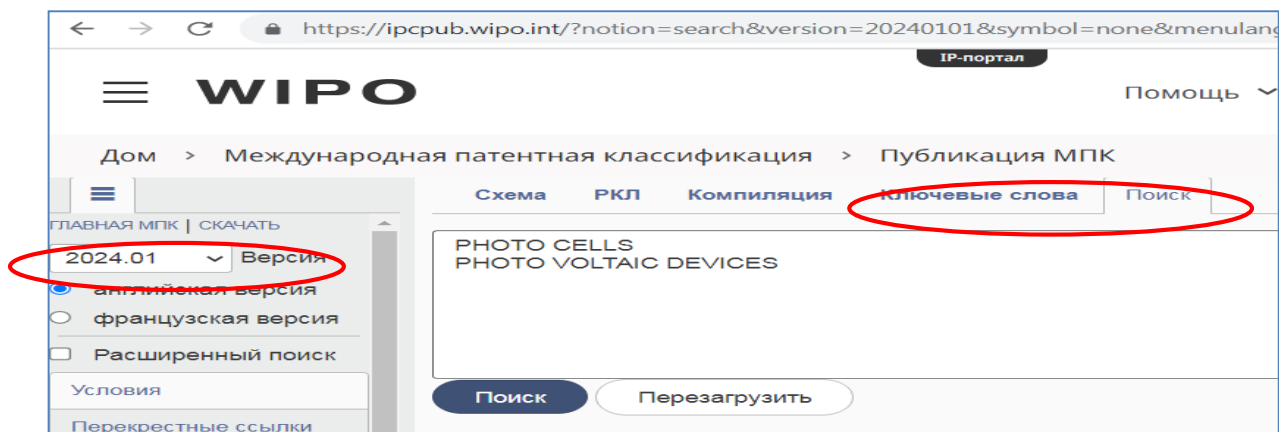 https://ipcpub.wipo.int/?notion=search&version=20240101&symbol=none&menulang
IP-портал
WIPO
Помощь
Дом > Международная патентная классификация > Публикация МПК
Схема РКЛ Компиляция Ключевые слова Поиск
ГЛАВНАЯ МПК | СКАЧАТЬ
2024.01 Версия
английская версия
французская версия
Расширенный поиск
Условия
Перекрестные ссылки
PHOTO CELLS
PHOTO VOLTAIC DEVICES
Поиск Перезагрузить